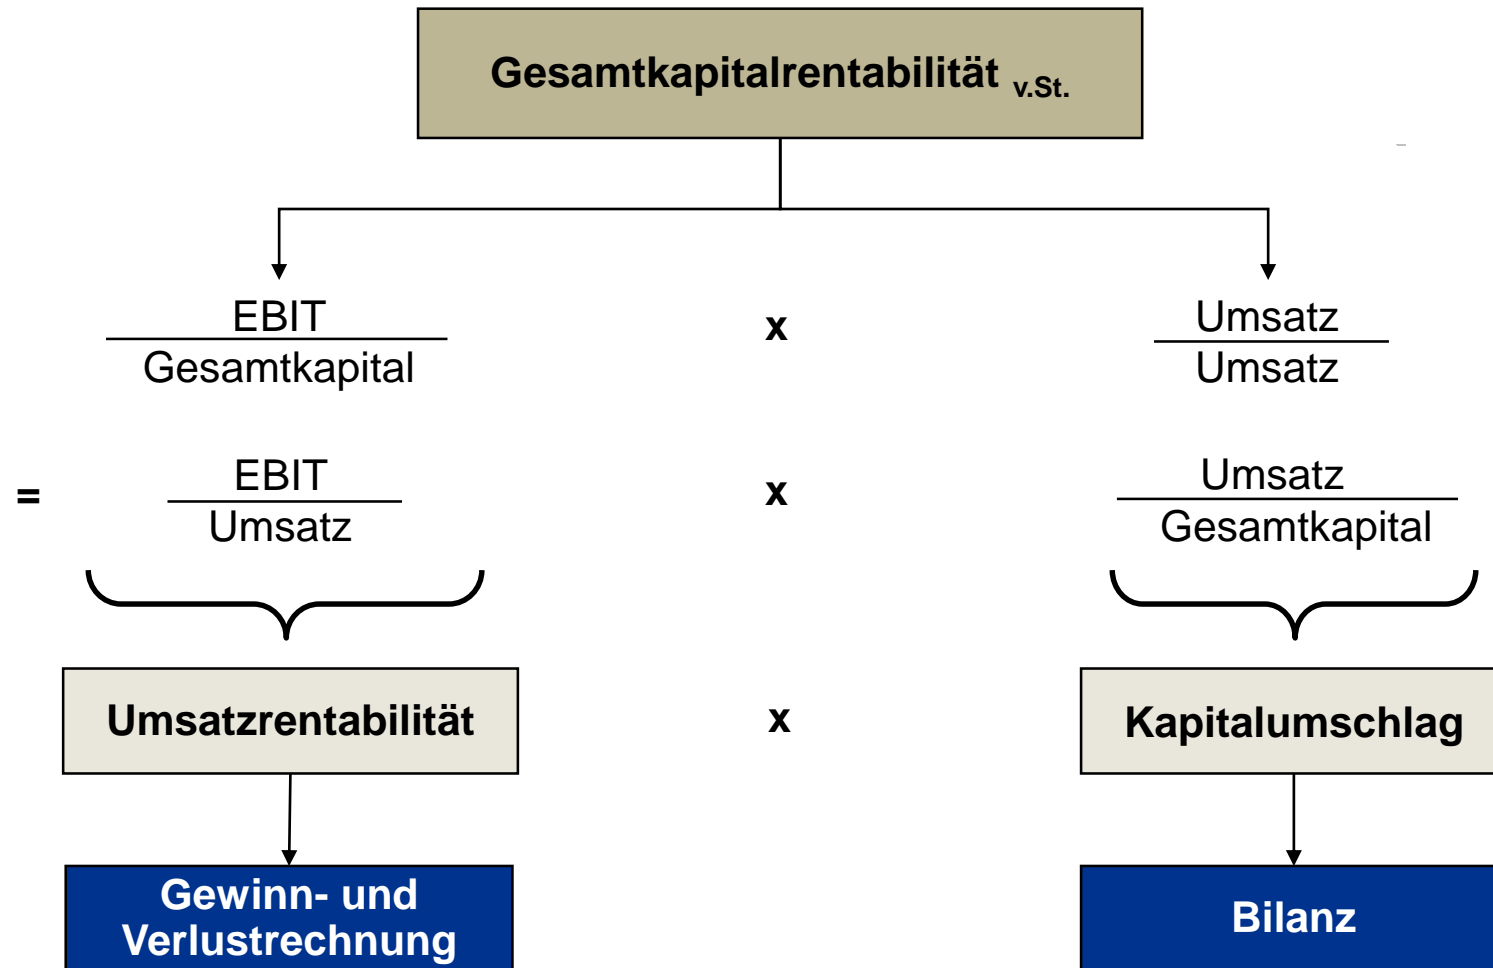 Gesamtkapitalrentabilität v.St.
EBIT x Umsatz
Gesamtkapital Umsatz
= EBIT x Umsatz
Umsatz Gesamtkapital
Umsatzrentabilität x Kapitalumschlag
Gewinn- und
Verlustrechnung
Bilanz